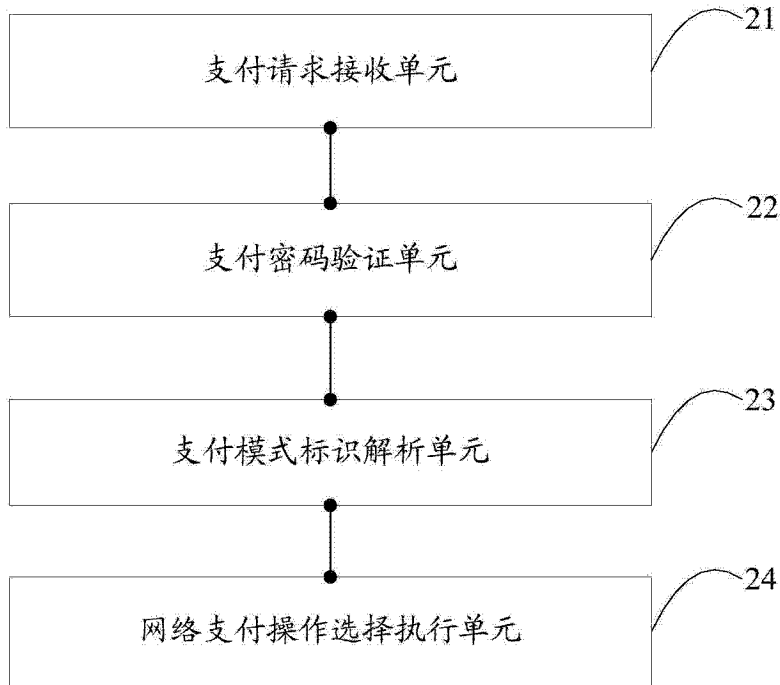 21
支付请求接收单元
22
支付密码验证单元
23
支付模式标识解析单元
24
网络支付操作选择执行单元